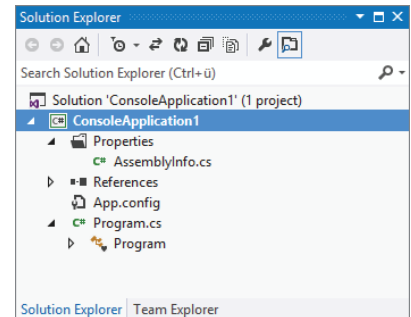 Solution Explorer
Search Solution Explorer (Ctrl+ü)
Solution 'ConsoleApplication1' (1 project)
C# ConsoleApplication1
Properties
C# AssemblyInfo.cs
References
App.config
C# Program.cs
Program
Solution Explorer Team Explorer